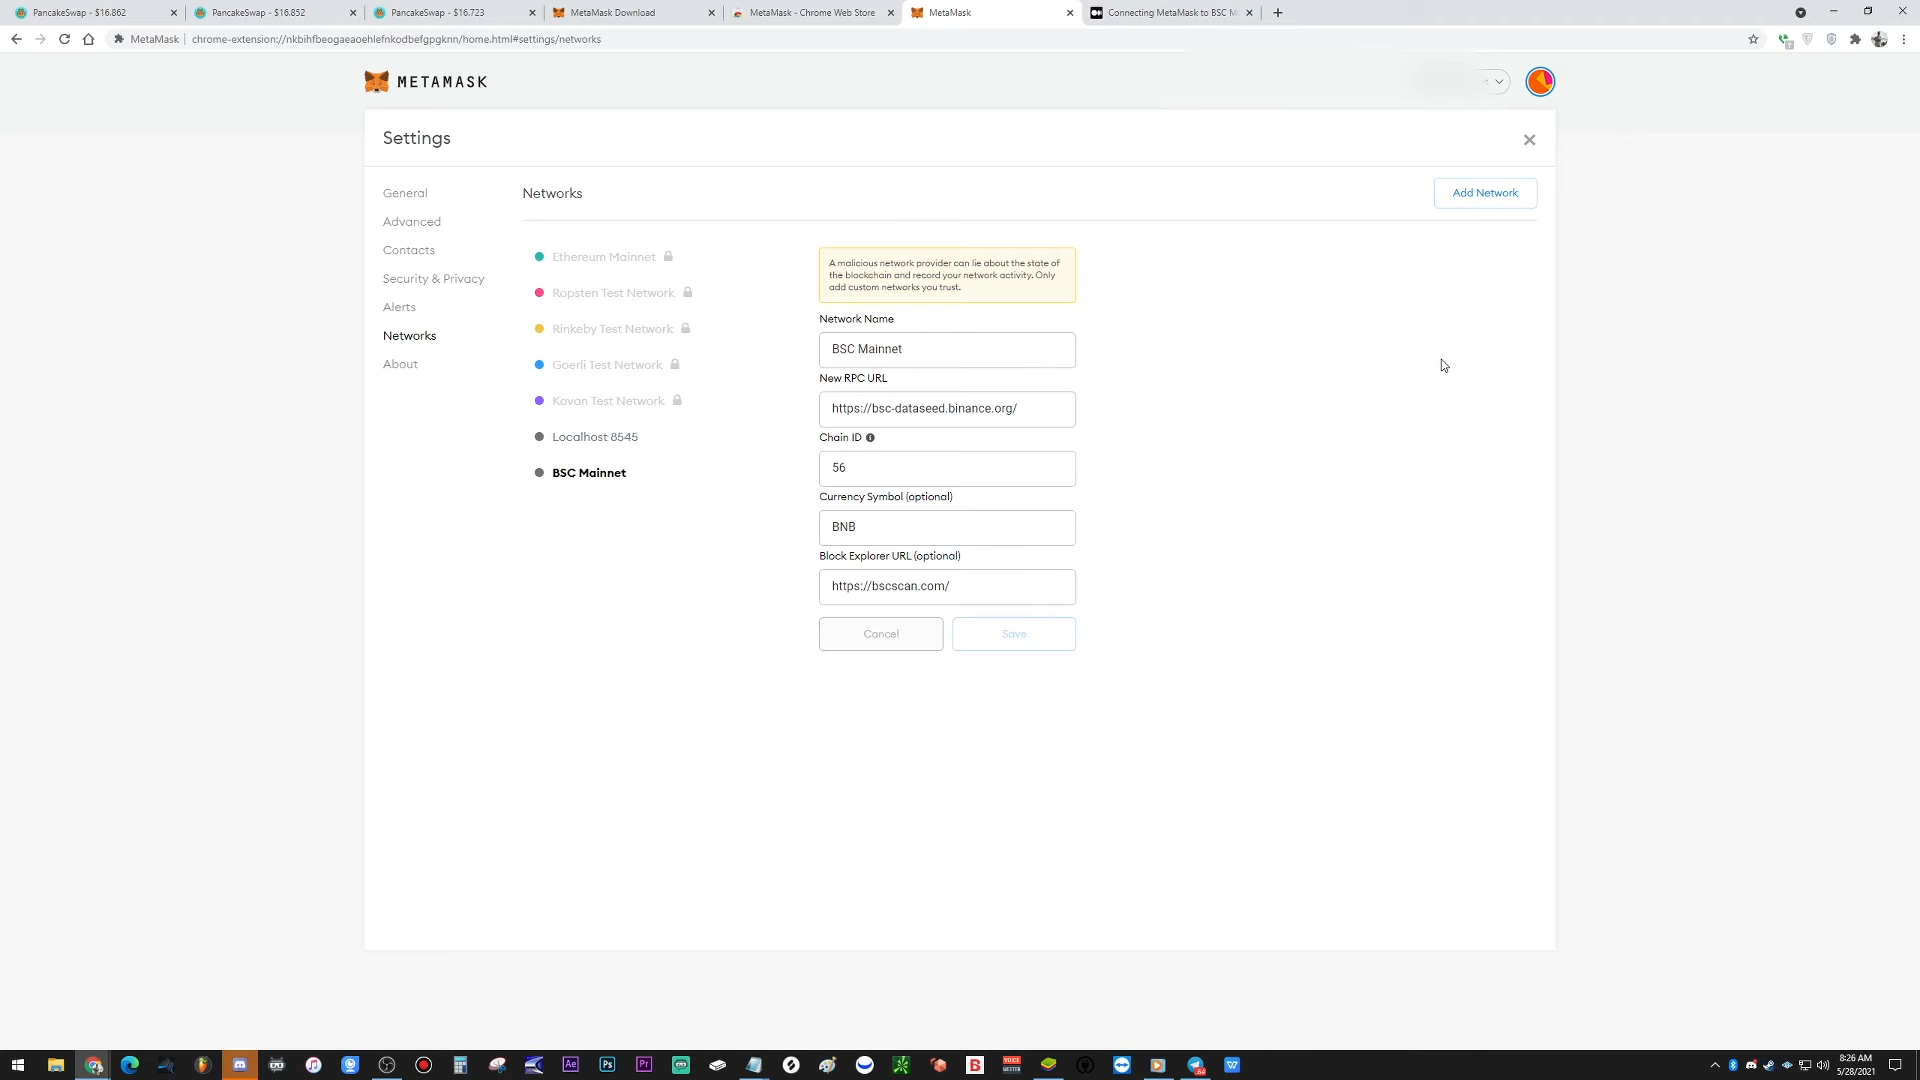 PancakeSwap - $16.862
PancakeSwap - $16.852
PancakeSwap - $16.723
MetaMask Download
MetaMask - Chrome Web Store
MetaMask
Connecting MetaMask to BSC M
MetaMask
chrome-extension://nkbihfbeogaeaoehlefnkodbefgpgknn/home.html#settings/networks
METAMASK
Settings
General
Advanced
Contacts
Security & Privacy
Alerts
Networks
About
Networks
Add Network
Ethereum Mainnet
Ropsten Test Network
Rinkeby Test Network
Goerli Test Network
Kovan Test Network
Localhost 8545
BSC Mainnet
A malicious network provider can lie about the state of
the blockchain and record your network activity. Only
add custom networks you trust.
Network Name
BSC Mainnet
New RPC URL
https://bsc-dataseed.binance.org/
Chain ID
56
Currency Symbol (optional)
BNB
Block Explorer URL (optional)
https://bscscan.com/
Cancel
Save
Ae
Ps
Pr
B
8:26 AM
5/28/2021